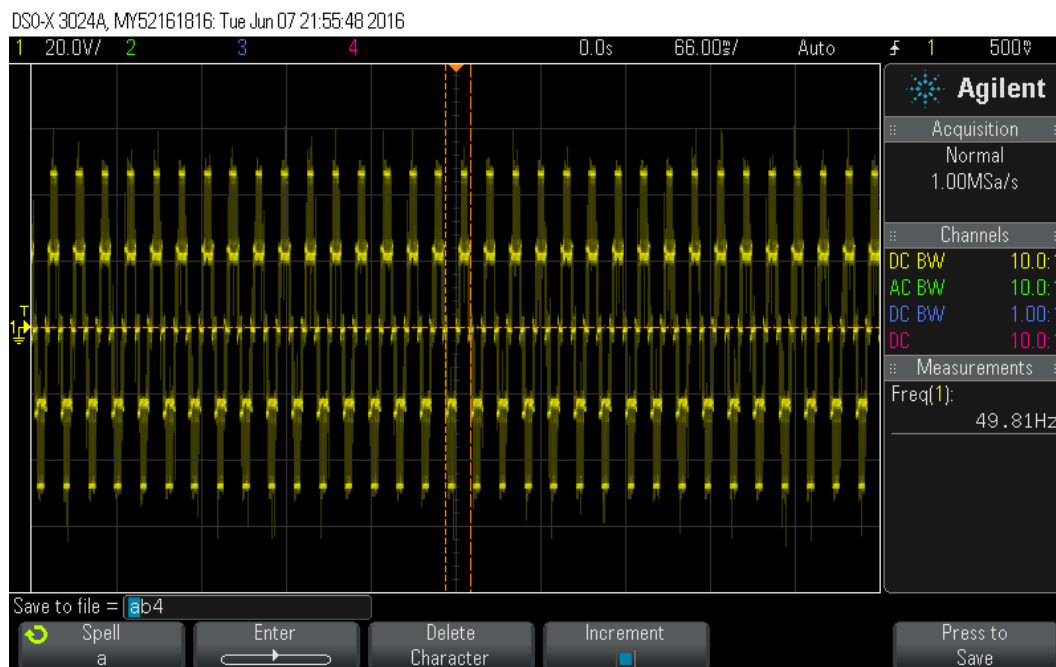 DSO-X 3024A, MY52161816: Tue Jun 07 21:55:48 2016
1 20.0V/ 2 3 4 0.0s 66.00ms/ Auto 1 500mV
Agilent
Acquisition
Normal
1.00MSa/s
Channels
DC BW 10.0:1
AC BW 10.0:1
DC BW 1.00:1
DC 10.0:1
Measurements
Freq(1):
49.81Hz
T
1
Save to file = ab4
Spell
a
Enter
Delete
Character
Increment
Press to
Save